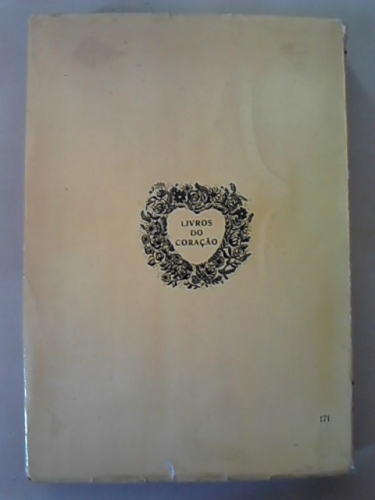 LIVROS
DO
CORAÇÃO
171